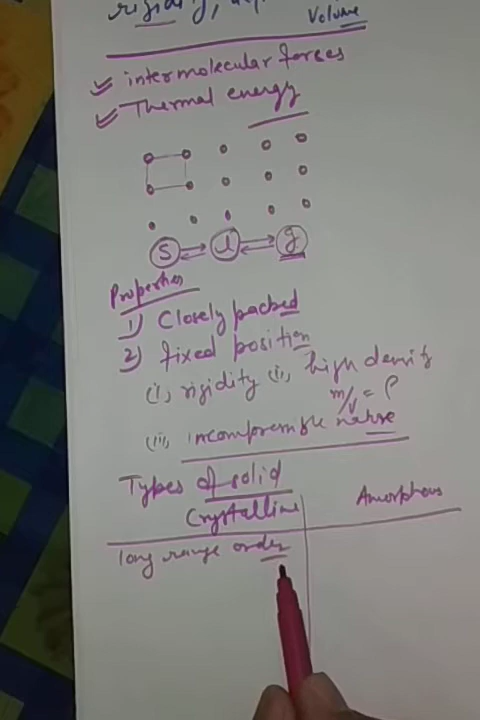 rigidity,
Volume
intermolecular forces
Thermal energy
S ⇌ l ⇌ g
Properties
1) Closely packed
2) fixed position
(i), rigidity (ii), high density
m/v = ρ
(iii), incompressible nature
Types of solid
Crystalline Amorphous
long range order